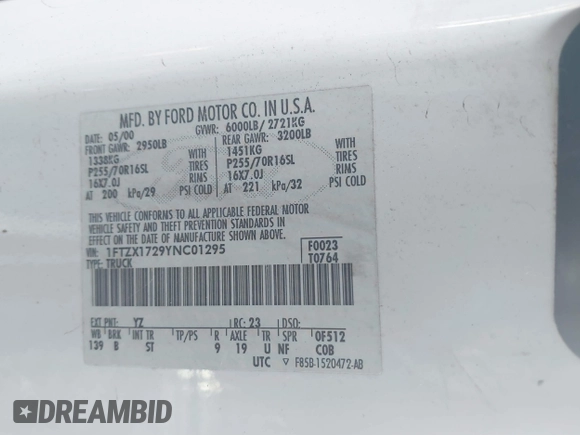 MFD. BY FORD MOTOR CO. IN U.S.A.
DATE: 05/00 GVWR: 6000LB/ 2721KG
FRONT GAWR: 2950LB REAR GAWR: 3200LB
1338KG WITH 1451KG WITH
P255/70R16SL TIRES P255/70R16SL TIRES
16X7.0J RIMS 16X7.0J RIMS
AT 200 kPa/29 PSI COLD AT 221 kPa/32 PSI COLD
THIS VEHICLE CONFORMS TO ALL APPLICABLE FEDERAL MOTOR
VEHICLE SAFETY AND THEFT PREVENTION STANDARDS IN EFFECT
ON THE DATE OF MANUFACTURE SHOWN ABOVE.
VIN: 1FTZX1729YNC01295 F0023
TYPE: TRUCK T0764
EXT PNT: YZ RC: 23 DSO:
WB BRK INT TR TP/PS R AXLE TR SPR 0F512
139 B ST 9 19 U NF COB
UTC ▽ F85B-1520472-AB
DREAMBID